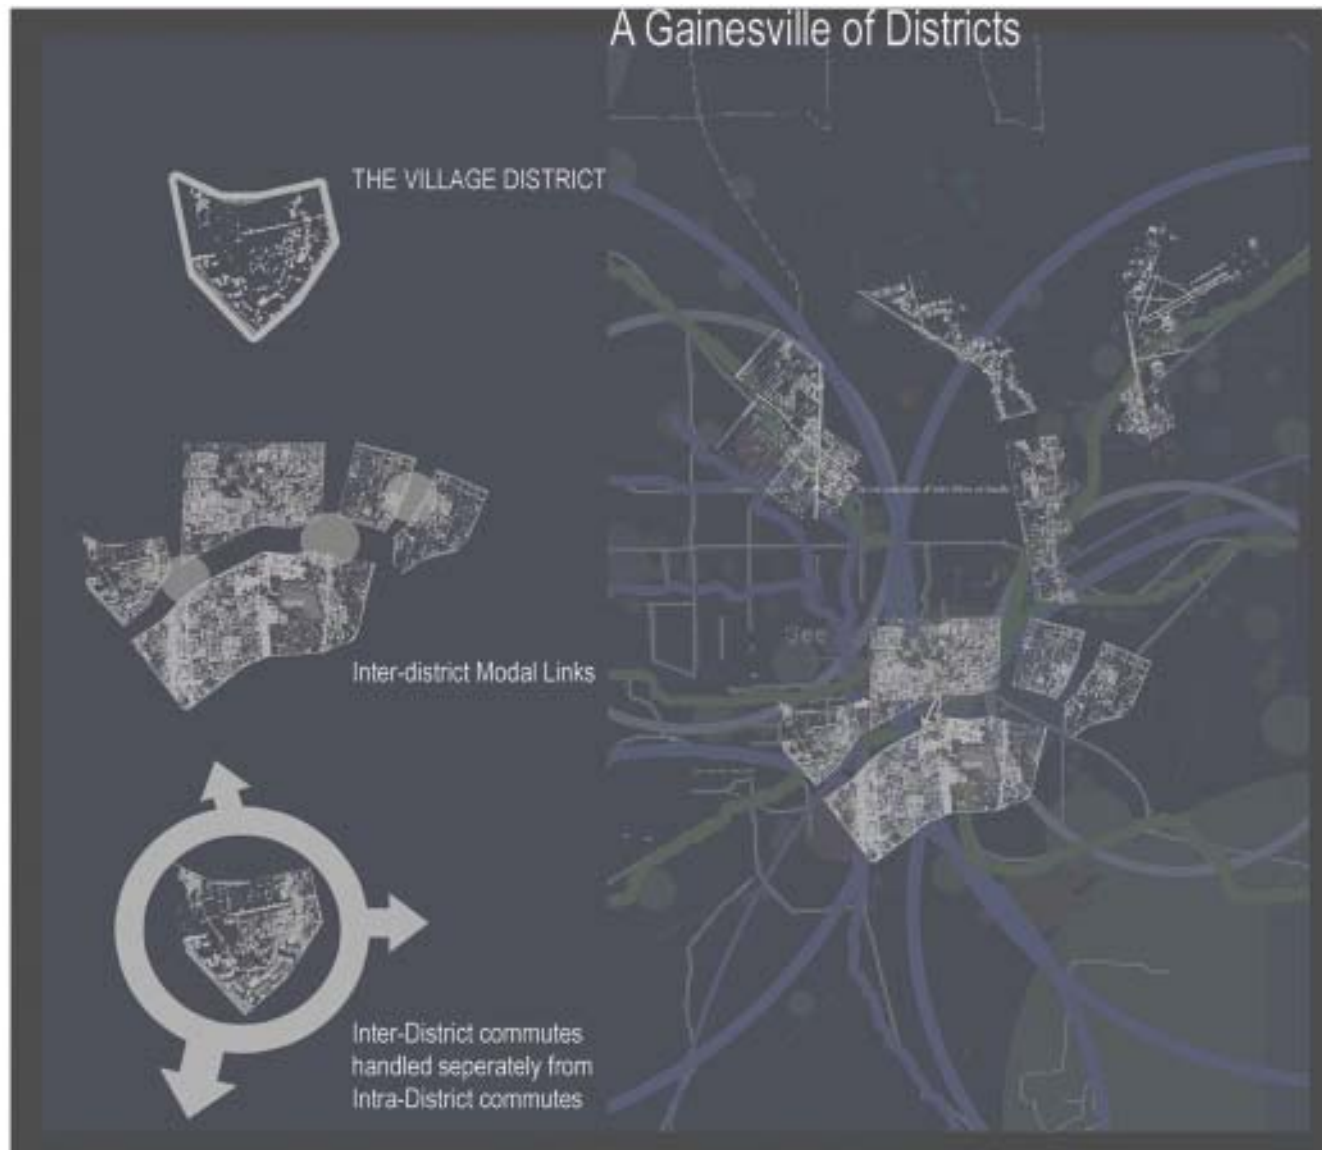 A Gainesville of Districts
THE VILLAGE DISTRICT
Inter-district Modal Links
Inter-District commutes
handled seperately from
Intra-District commutes